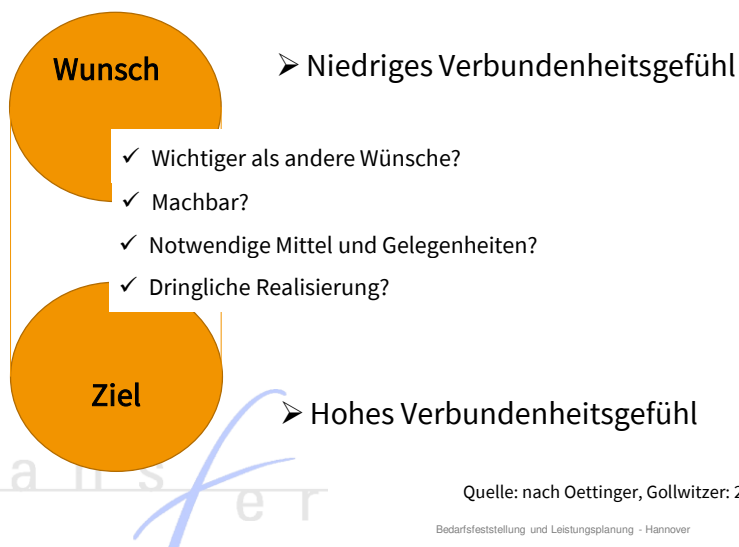 Wunsch
➢ Niedriges Verbundenheitsgefühl
✓ Wichtiger als andere Wünsche?
✓ Machbar?
✓ Notwendige Mittel und Gelegenheiten?
✓ Dringliche Realisierung?
Ziel
➢ Hohes Verbundenheitsgefühl
a n s f e r
Quelle: nach Oettinger, Gollwitzer: 2
Bedarfsfeststellung und Leistungsplanung - Hannover